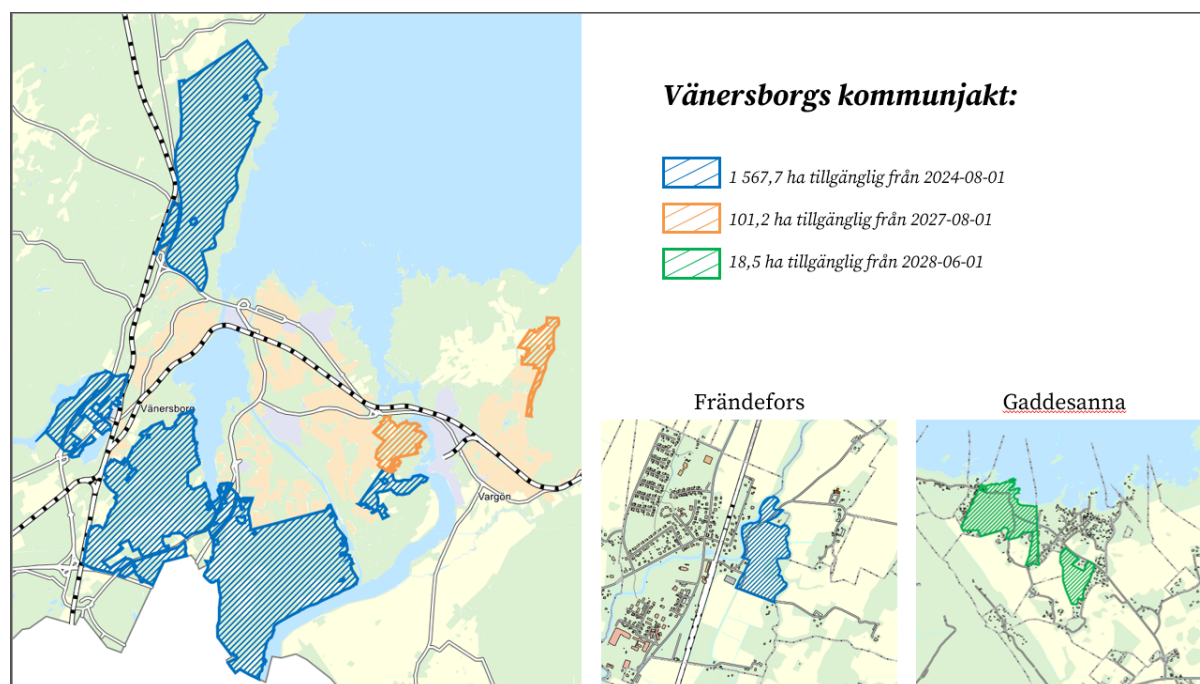 Vänersborgs kommunjakt:
1 567,7 ha tillgänglig från 2024-08-01
101,2 ha tillgänglig från 2027-08-01
18,5 ha tillgänglig från 2028-06-01
Vänersborg
Vargön
Frändefors
Gaddesanna